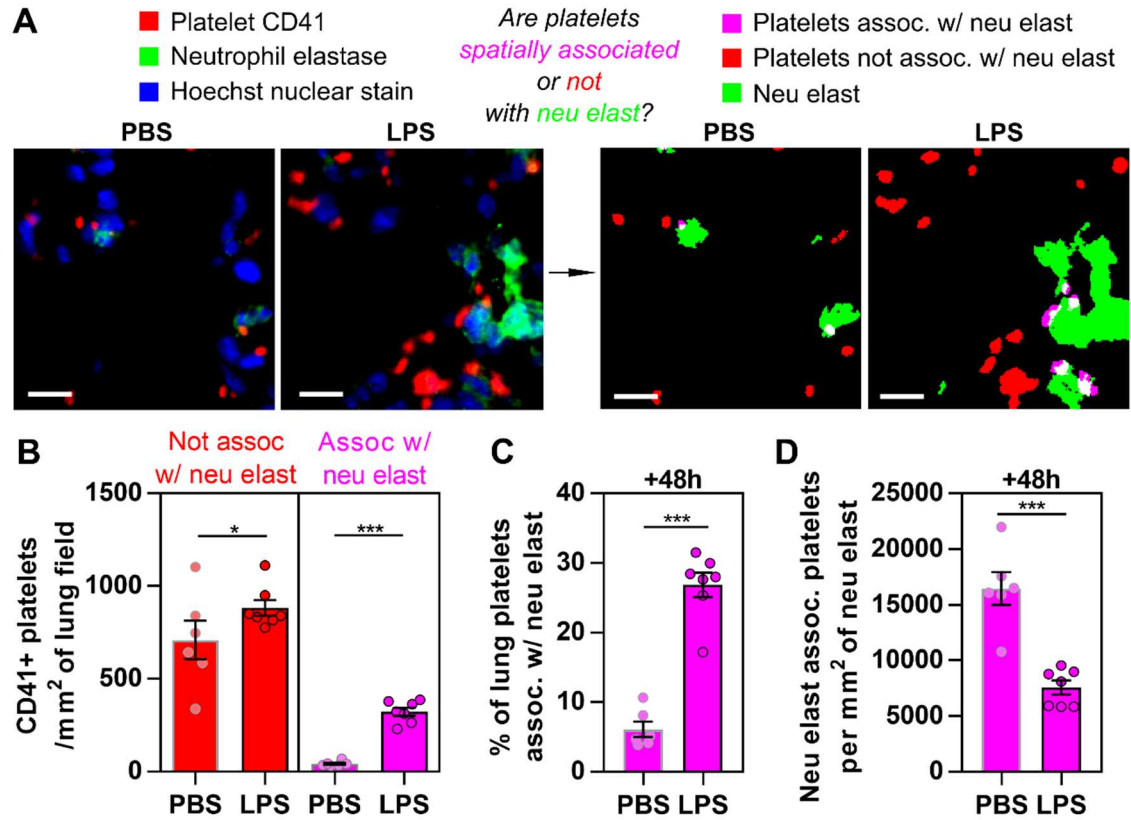 A
Platelet CD41
Neutrophil elastase
Hoechst nuclear stain
Are platelets
spatially associated
or not
with neu elast?
Platelets assoc. w/ neu elast
Platelets not assoc. w/ neu elast
Neu elast
PBS
LPS
PBS
LPS
B
Not assoc
w/ neu elast
Assoc w/
neu elast
CD41+ platelets
/mm² of lung field
1500
1000
500
0
*
***
PBS
LPS
PBS
LPS
C
+48h
% of lung platelets
assoc. w/ neu elast
40
30
20
10
0
***
PBS
LPS
D
+48h
Neu elast assoc. platelets
per mm² of neu elast
25000
20000
15000
10000
5000
0
***
PBS
LPS